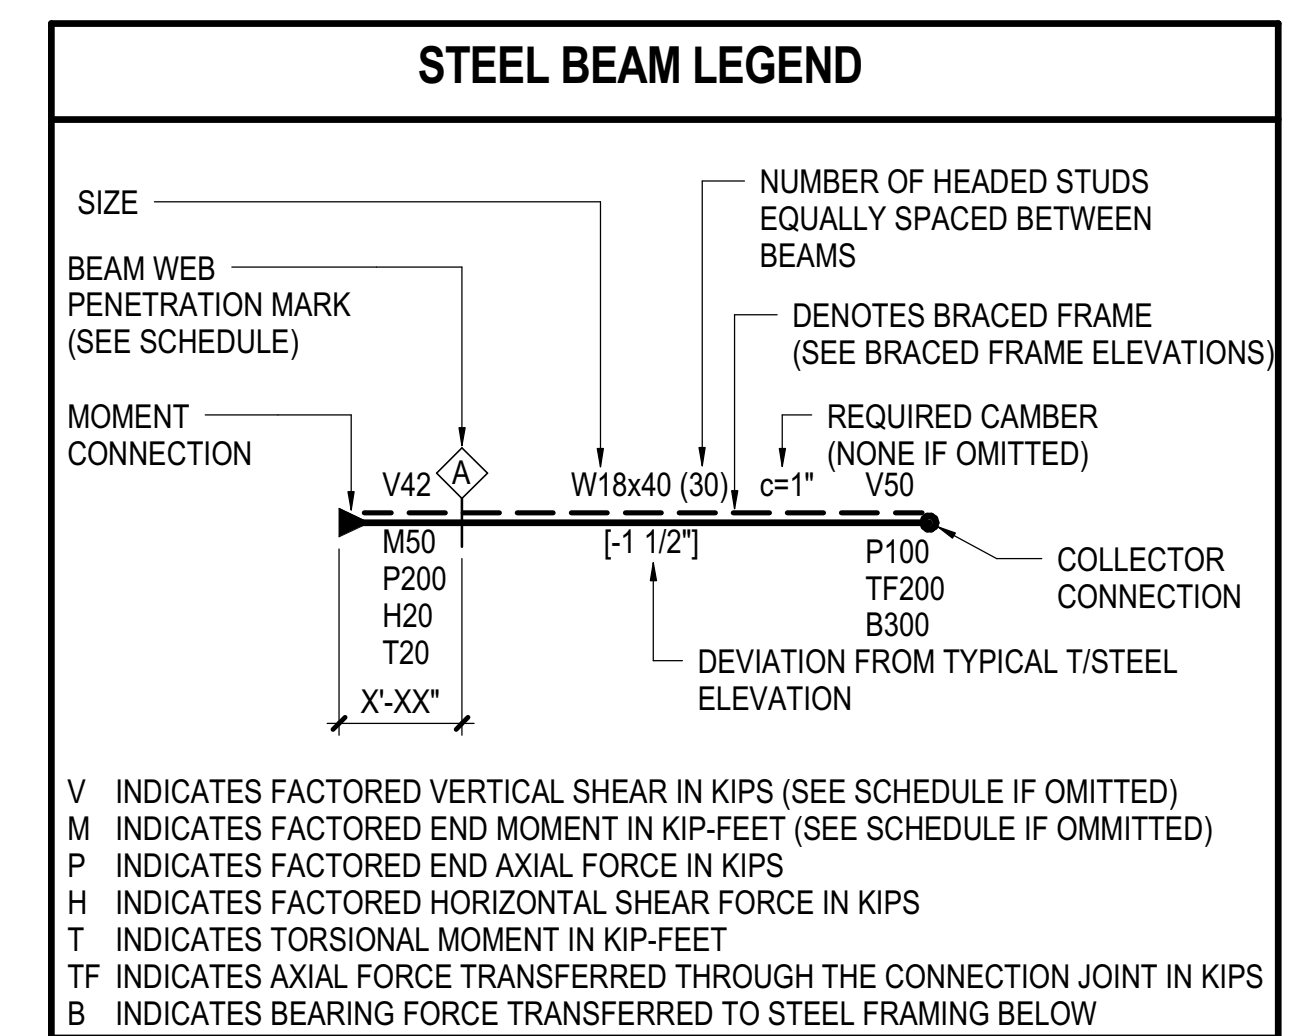 STEEL BEAM LEGEND
SIZE
NUMBER OF HEADED STUDS
EQUALLY SPACED BETWEEN
BEAMS
BEAM WEB
PENETRATION MARK
(SEE SCHEDULE)
DENOTES BRACED FRAME
(SEE BRACED FRAME ELEVATIONS)
MOMENT
CONNECTION
REQUIRED CAMBER
(NONE IF OMITTED)
V42
A
W18x40 (30)
c=1"
V50
M50
P200
H20
T20
[-1 1/2"]
P100
TF200
B300
COLLECTOR
CONNECTION
DEVIATION FROM TYPICAL T/STEEL
ELEVATION
X'-XX"
V INDICATES FACTORED VERTICAL SHEAR IN KIPS (SEE SCHEDULE IF OMITTED)
M INDICATES FACTORED END MOMENT IN KIP-FEET (SEE SCHEDULE IF OMMITTED)
P INDICATES FACTORED END AXIAL FORCE IN KIPS
H INDICATES FACTORED HORIZONTAL SHEAR FORCE IN KIPS
T INDICATES TORSIONAL MOMENT IN KIP-FEET
TF INDICATES AXIAL FORCE TRANSFERRED THROUGH THE CONNECTION JOINT IN KIPS
B INDICATES BEARING FORCE TRANSFERRED TO STEEL FRAMING BELOW